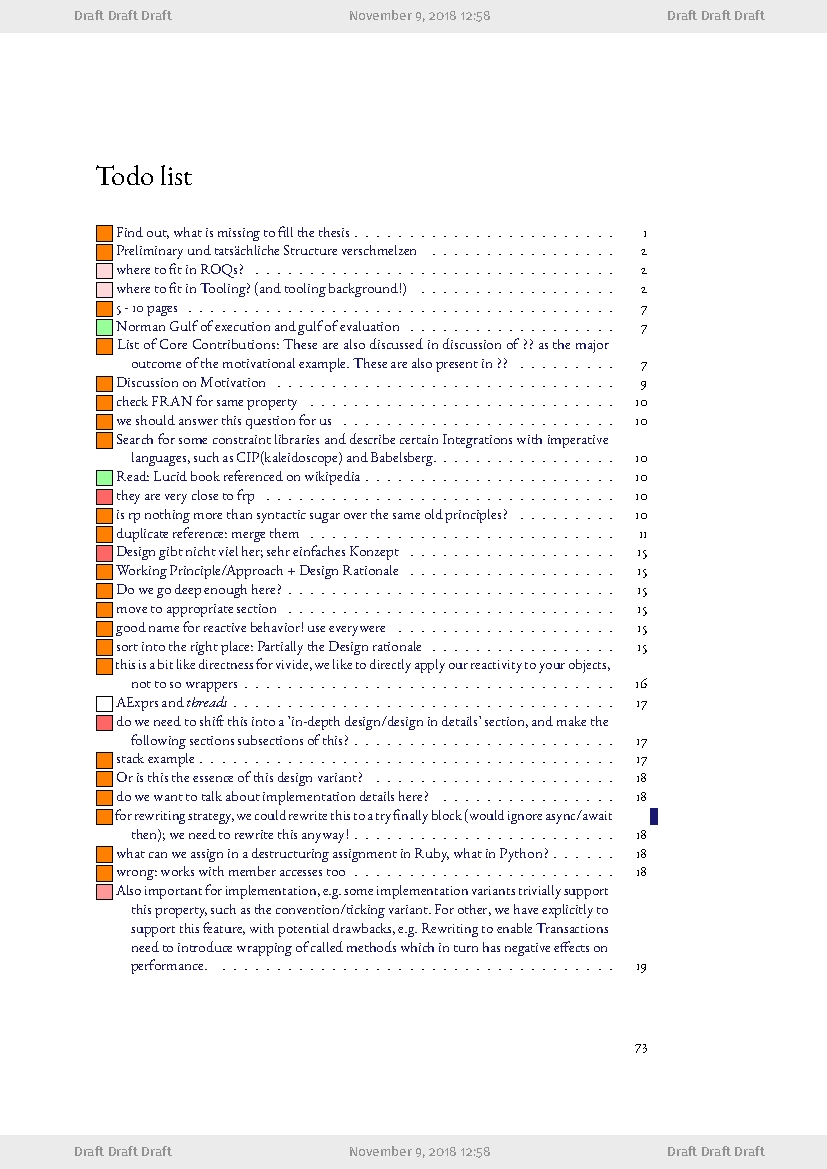 Draft Draft Draft November 9, 2018 12:58 Draft Draft Draft
Todo list
Find out, what is missing to fill the thesis . . . . . . . . . . . . . . . . . . . . . . . . 1
Preliminary und tatsächliche Structure verschmelzen . . . . . . . . . . . . . . . . . 2
where to fit in ROQs? . . . . . . . . . . . . . . . . . . . . . . . . . . . . . . . . . 2
where to fit in Tooling? (and tooling background!) . . . . . . . . . . . . . . . . . . 2
5 - 10 pages . . . . . . . . . . . . . . . . . . . . . . . . . . . . . . . . . . . . . . . 7
Norman Gulf of execution and gulf of evaluation . . . . . . . . . . . . . . . . . . . 7
List of Core Contributions: These are also discussed in discussion of ?? as the major
outcome of the motivational example. These are also present in ?? . . . . . . . . . 7
Discussion on Motivation . . . . . . . . . . . . . . . . . . . . . . . . . . . . . . . 9
check FRAN for same property . . . . . . . . . . . . . . . . . . . . . . . . . . . . 10
we should answer this question for us . . . . . . . . . . . . . . . . . . . . . . . . . 10
Search for some constraint libraries and describe certain Integrations with imperative
languages, such as CIP(kaleidoscope) and Babelsberg. . . . . . . . . . . . . . . . . 10
Read: Lucid book referenced on wikipedia . . . . . . . . . . . . . . . . . . . . . . . 10
they are very close to frp . . . . . . . . . . . . . . . . . . . . . . . . . . . . . . . . 10
is rp nothing more than syntactic sugar over the same old principles? . . . . . . . . . 10
duplicate reference: merge them . . . . . . . . . . . . . . . . . . . . . . . . . . . . 11
Design gibt nicht viel her; sehr einfaches Konzept . . . . . . . . . . . . . . . . . . . 15
Working Principle/Approach + Design Rationale . . . . . . . . . . . . . . . . . . . 15
Do we go deep enough here? . . . . . . . . . . . . . . . . . . . . . . . . . . . . . . 15
move to appropriate section . . . . . . . . . . . . . . . . . . . . . . . . . . . . . . 15
good name for reactive behavior! use everywere . . . . . . . . . . . . . . . . . . . . 15
sort into the right place: Partially the Design rationale . . . . . . . . . . . . . . . . . 15
this is a bit like directness for vivide, we like to directly apply our reactivity to your objects,
not to so wrappers . . . . . . . . . . . . . . . . . . . . . . . . . . . . . . . . . . 16
AExprs and threads . . . . . . . . . . . . . . . . . . . . . . . . . . . . . . . . . . . 17
do we need to shift this into a 'in-depth design/design in details' section, and make the
following sections subsections of this? . . . . . . . . . . . . . . . . . . . . . . . . 17
stack example . . . . . . . . . . . . . . . . . . . . . . . . . . . . . . . . . . . . . . 17
Or is this the essence of this design variant? . . . . . . . . . . . . . . . . . . . . . . 18
do we want to talk about implementation details here? . . . . . . . . . . . . . . . . 18
for rewriting strategy, we could rewrite this to a try finally block (would ignore async/await
then); we need to rewrite this anyway! . . . . . . . . . . . . . . . . . . . . . . . . 18
what can we assign in a destructuring assignment in Ruby, what in Python? . . . . . . 18
wrong: works with member accesses too . . . . . . . . . . . . . . . . . . . . . . . . 18
Also important for implementation, e.g. some implementation variants trivially support
this property, such as the convention/ticking variant. For other, we have explicitly to
support this feature, with potential drawbacks, e.g. Rewriting to enable Transactions
need to introduce wrapping of called methods which in turn has negative effects on
performance. . . . . . . . . . . . . . . . . . . . . . . . . . . . . . . . . . . . . 19
73
Draft Draft Draft November 9, 2018 12:58 Draft Draft Draft